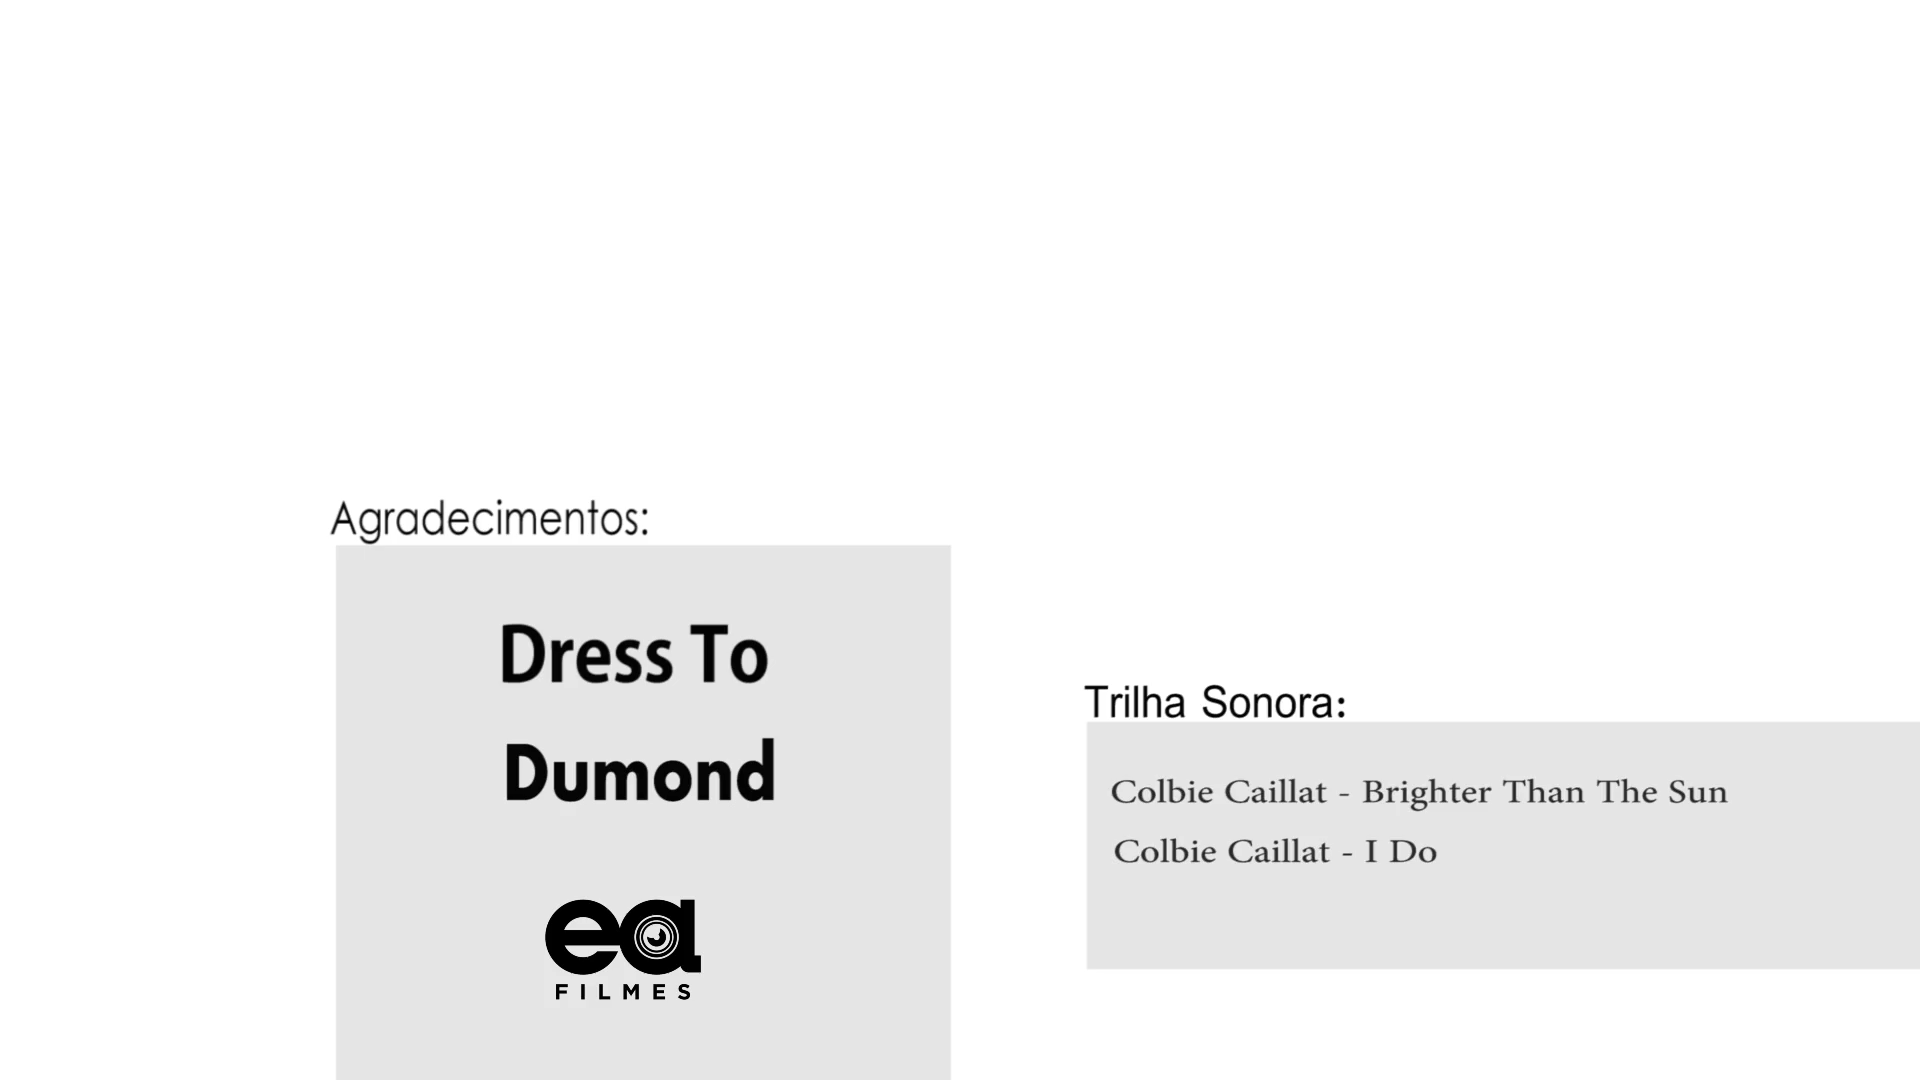 Agradecimentos:
Dress To
Dumond
ea
FILMES
Trilha Sonora:
Colbie Caillat - Brighter Than The Sun
Colbie Caillat - I Do